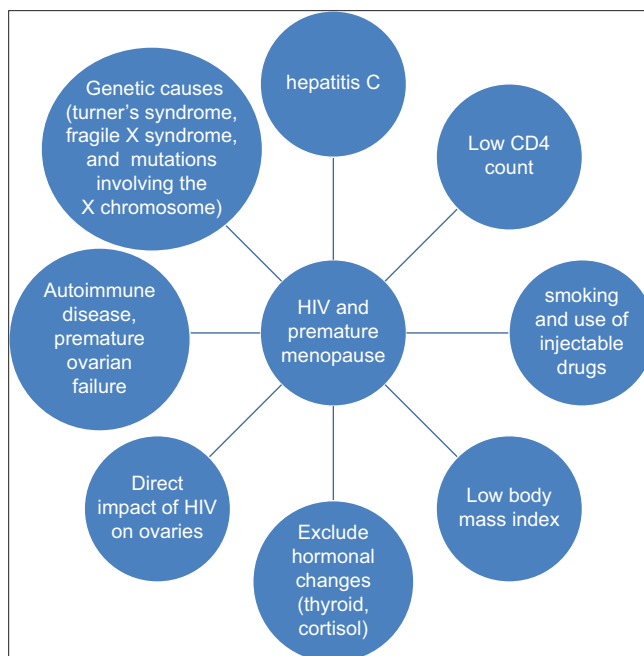 hepatitis C
Genetic causes
(turner's syndrome,
fragile X syndrome,
and mutations
involving the
X chromosome)
Low CD4
count
Autoimmune
disease,
premature
ovarian
failure
HIV and
premature
menopause
smoking
and use of
injectable
drugs
Direct
impact of HIV
on ovaries
Low body
mass index
Exclude
hormonal
changes
(thyroid,
cortisol)